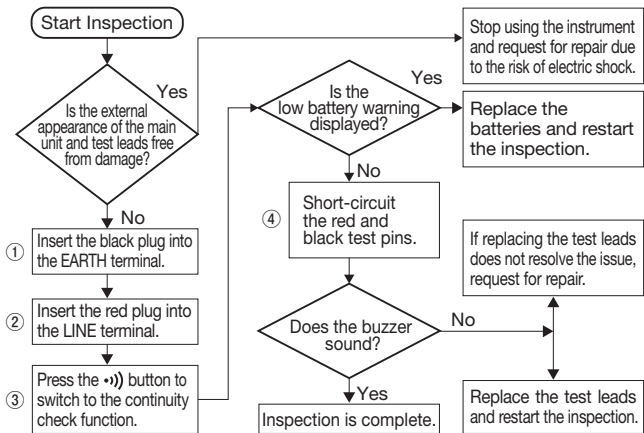 Start Inspection
Is the external
appearance of the main
unit and test leads free
from damage?
Yes
Stop using the instrument
and request for repair due
to the risk of electric shock.
No
① Insert the black plug into
the EARTH terminal.
② Insert the red plug into
the LINE terminal.
③ Press the •)) button to
switch to the continuity
check function.
Is the
low battery warning
displayed?
Yes
Replace the
batteries and restart
the inspection.
No
④ Short-circuit
the red and
black test pins.
Does the buzzer
sound?
No
If replacing the test leads
does not resolve the issue,
request for repair.
Replace the test leads
and restart the inspection.
Yes
Inspection is complete.